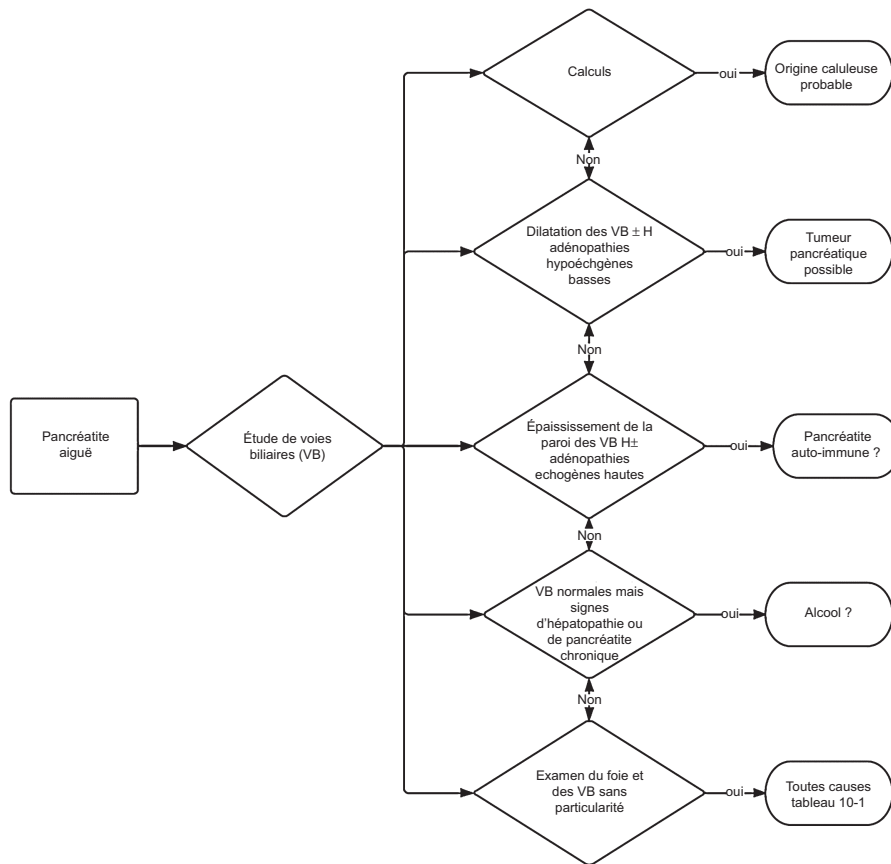 Calculs
oui
Origine caluleuse
probable
Non
Dilatation des VB ± H
adénopathies
hypoéchgènes
basses
oui
Tumeur
pancréatique
possible
Non
Pancréatite
aiguë
Étude de voies
biliaires (VB)
Épaississement de la
paroi des VB H±
adénopathies
echogènes hautes
oui
Pancréatite
auto-immune ?
Non
VB normales mais
signes
d'hépatopathie ou
de pancréatite
chronique
oui
Alcool ?
Non
Examen du foie et
des VB sans
particularité
oui
Toutes causes
tableau 10-1